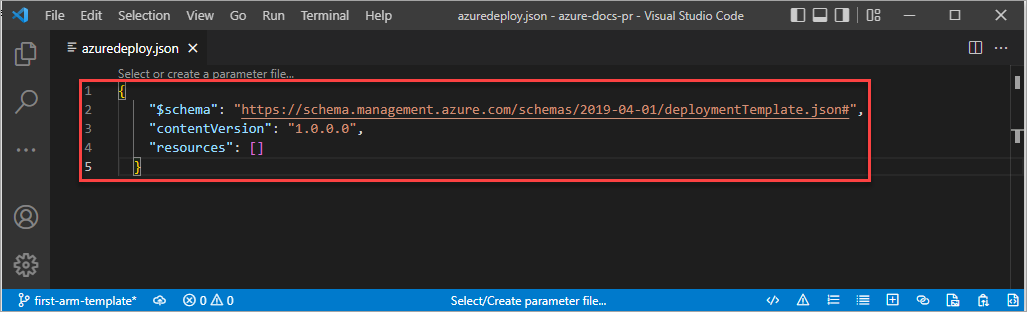 File Edit Selection View Go Run Terminal Help azuredeploy.json - azure-docs-pr - Visual Studio Code
azuredeploy.json
Select or create a parameter file...
1 {
2 "$schema": "https://schema.management.azure.com/schemas/2019-04-01/deploymentTemplate.json#",
3 "contentVersion": "1.0.0.0",
4 "resources": []
5 }
first-arm-template* 0 0 Select/Create parameter file...